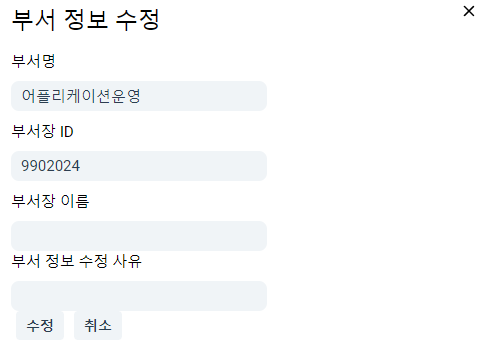 부서 정보 수정
부서명
어플리케이션운영
부서장 ID
9902024
부서장 이름
부서 정보 수정 사유
수정 취소